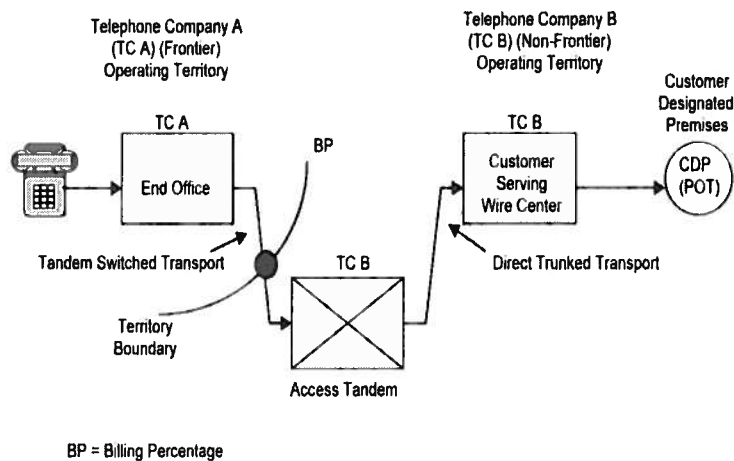 Telephone Company A
(TC A) (Frontier)
Operating Territory
Telephone Company B
(TC B) (Non-Frontier)
Operating Territory
Customer
Designated
Premises
TC A
End Office
BP
TC B
Customer
Serving
Wire Center
CDP
(POT)
Tandem Switched Transport
TC B
Direct Trunked Transport
Territory
Boundary
Access Tandem
BP = Billing Percentage